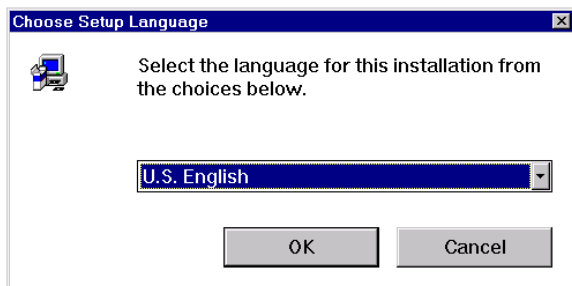 Choose Setup Language
Select the language for this installation from
the choices below.
U.S. English
OK
Cancel